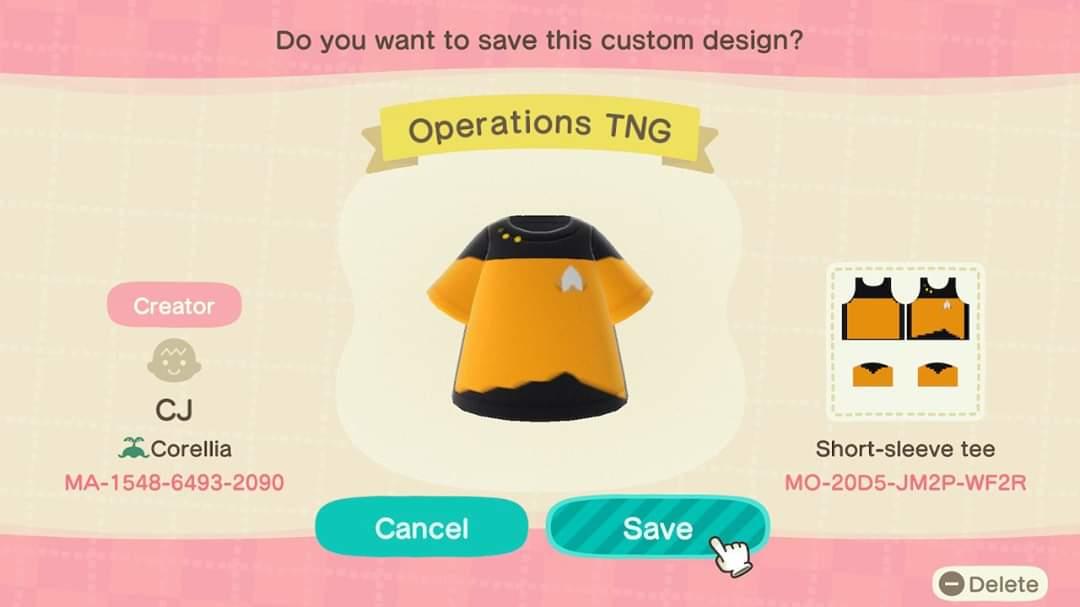 Do you want to save this custom design?
Operations TNG
Creator
CJ
Corellia
MA-1548-6493-2090
Short-sleeve tee
MO-20D5-JM2P-WF2R
Cancel
Save
Delete